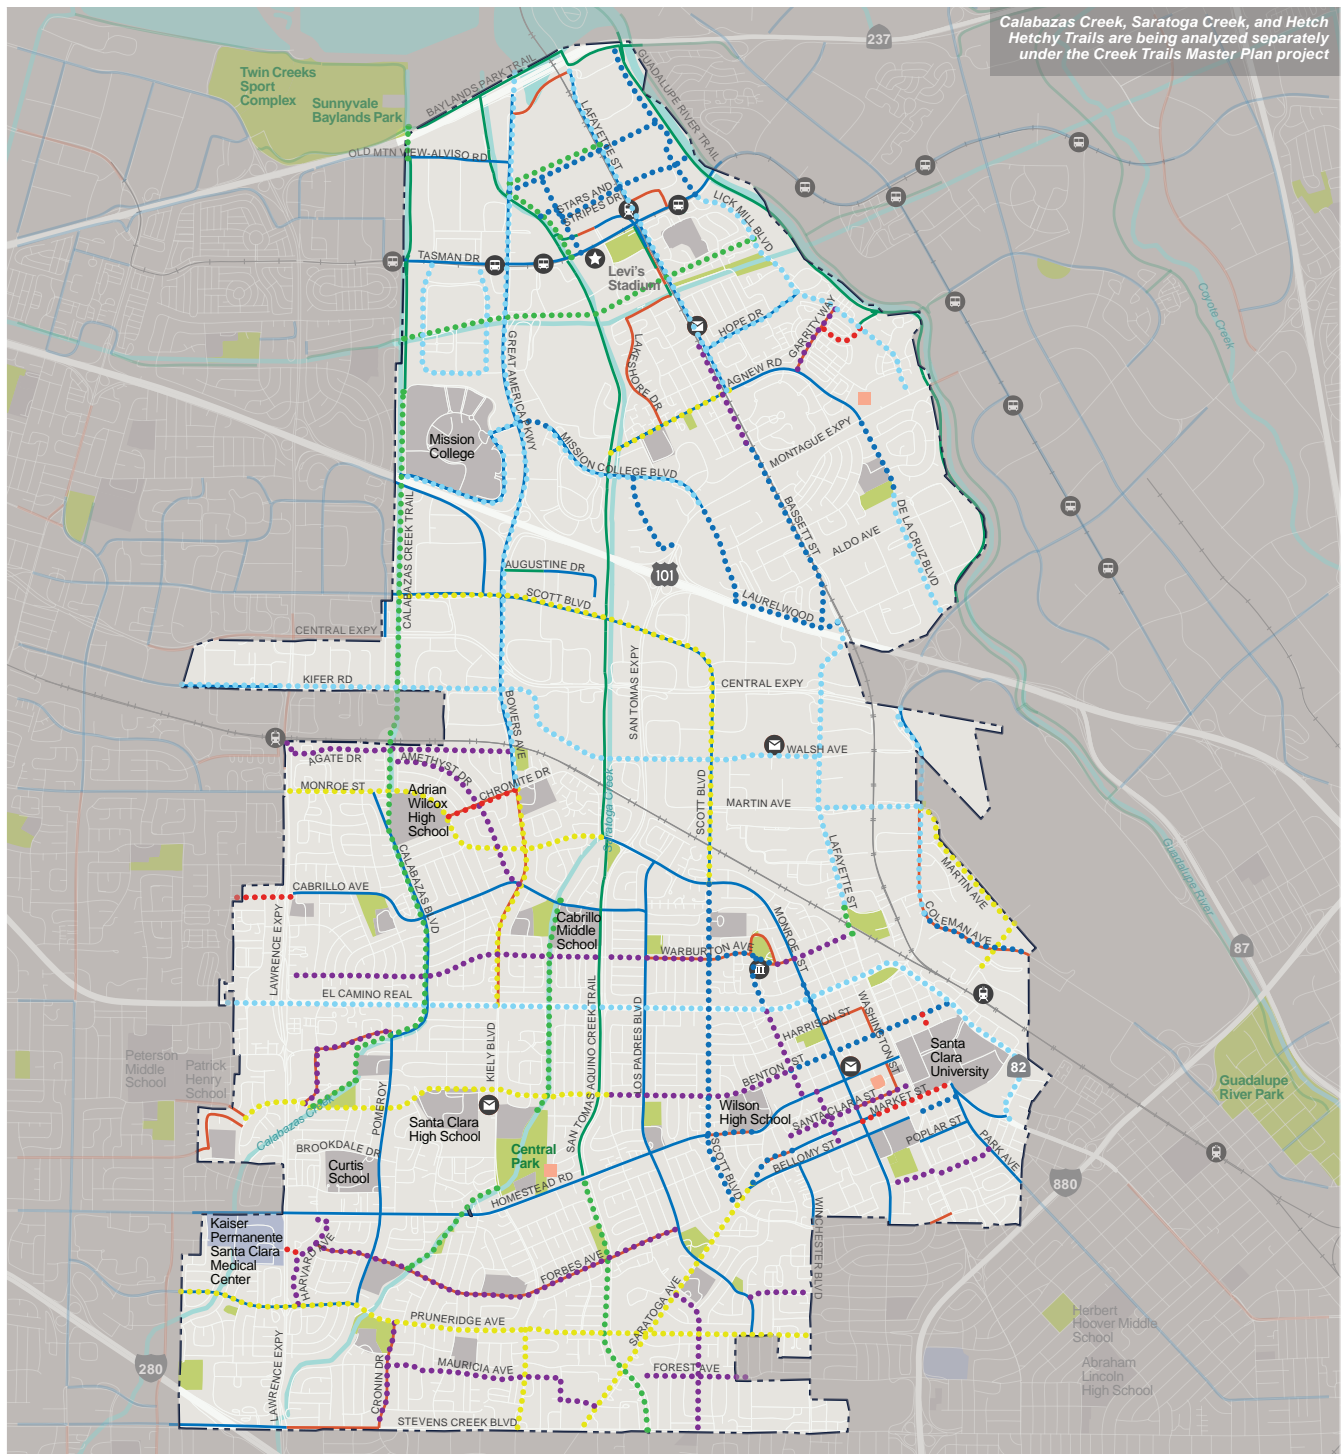 Calabazas Creek, Saratoga Creek, and Hetch
Hetchy Trails are being analyzed separately
under the Creek Trails Master Plan project
237
Twin Creeks
Sport
Complex
Sunnyvale
Baylands Park
BAYLANDS PARK TRAIL
GUADALUPE RIVER TRAIL
LAFAYETTE ST
OLD MTN VIEW-ALVISO RD
STARS AND
STRIPES DR
LICK MILL BLVD
TASMAN DR
Levi's
Stadium
Coyote Creek
HOPE DR
GARRITY WAY
GREAT AMERICA PKWY
LAKESHORE DR
AGNEW RD
Mission
College
MISSION COLLEGE BLVD
MONTAGUE EXPY
CALABAZAS CREEK TRAIL
BASSETT ST
DE LA CRUZ BLVD
ALDO AVE
AUGUSTINE DR
101
SCOTT BLVD
LAURELWOOD
CENTRAL EXPY
SAN TOMAS EXPY
KIFER RD
CENTRAL EXPY
BOWERS AVE
WALSH AVE
AGATE DR
AMETHYST DR
MONROE ST
CHROMITE DR
Adrian
Wilcox
High
School
Saratoga Creek
SCOTT BLVD
MARTIN AVE
LAFAYETTE ST
CALABAZAS BLVD
MARTIN AVE
Guadalupe River
CABRILLO AVE
LAWRENCE EXPY
Cabrillo
Middle
School
MONROE ST
COLEMAN AVE
WARBURTON AVE
87
EL CAMINO REAL
SAN TOMAS AQUINO CREEK TRAIL
LOS PADRES BLVD
WASHINGTON ST
HARRISON ST
KIELY BLVD
Peterson
Middle
School
Patrick
Henry
School
Santa
Clara
University
82
BENTON ST
Guadalupe
River Park
POMEROY
Calabazas Creek
Santa Clara
High School
Wilson
High School
SANTA CLARA ST
MARKET ST
BROOKDALE DR
Curtis
School
Central
Park
SCOTT BLVD
BELLOMY ST
POPLAR ST
PARK AVE
HOMESTEAD RD
880
Kaiser
Permanente
Santa Clara
Medical
Center
HARVARD AVE
FORBES AVE
WINCHESTER BLVD
PRUNERIDGE AVE
SARATOGA AVE
Herbert
Hoover Middle
School
280
LAWRENCE EXPY
CRONIN DR
MAURICIA AVE
FOREST AVE
Abraham
Lincoln
High School
STEVENS CREEK BLVD